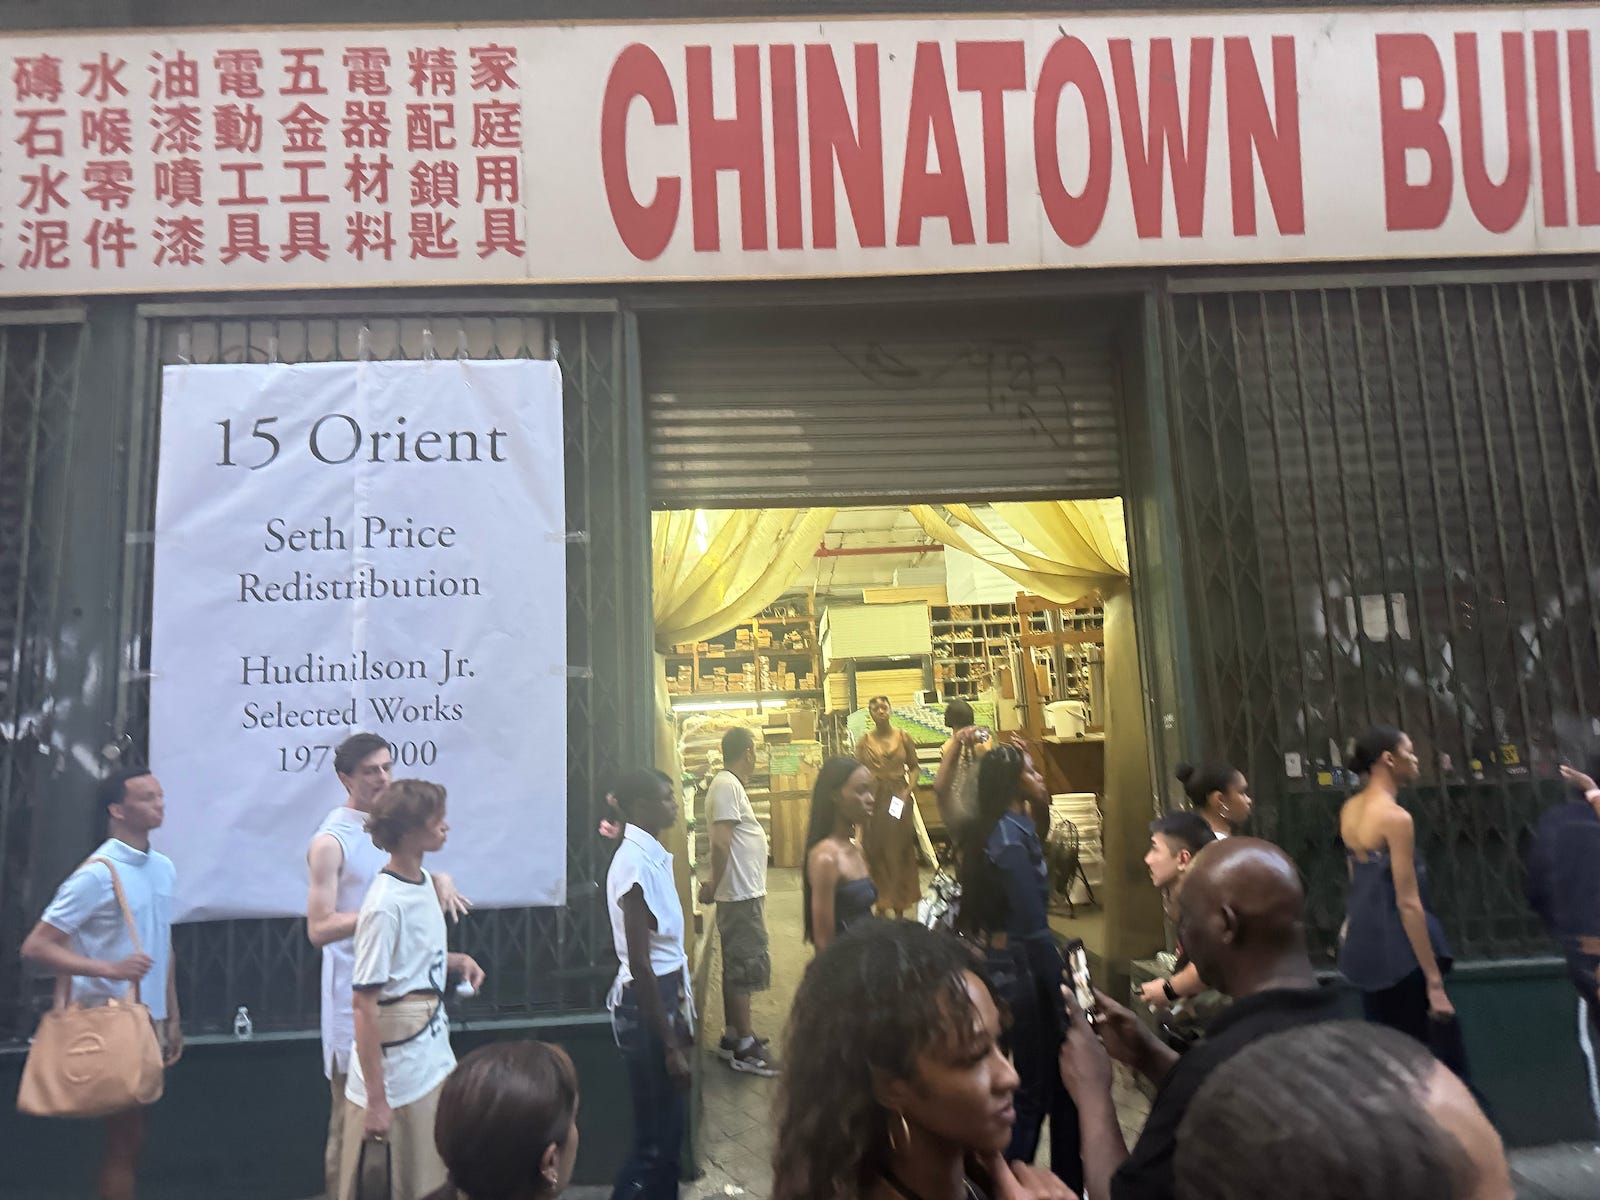 家庭用具
精配鎖匙
電器材料
五金工具
電動工具
油漆噴漆
水喉零件
磚石水泥
CHINATOWN BUIL
15 Orient
Seth Price
Redistribution
Hudinilson Jr.
Selected Works